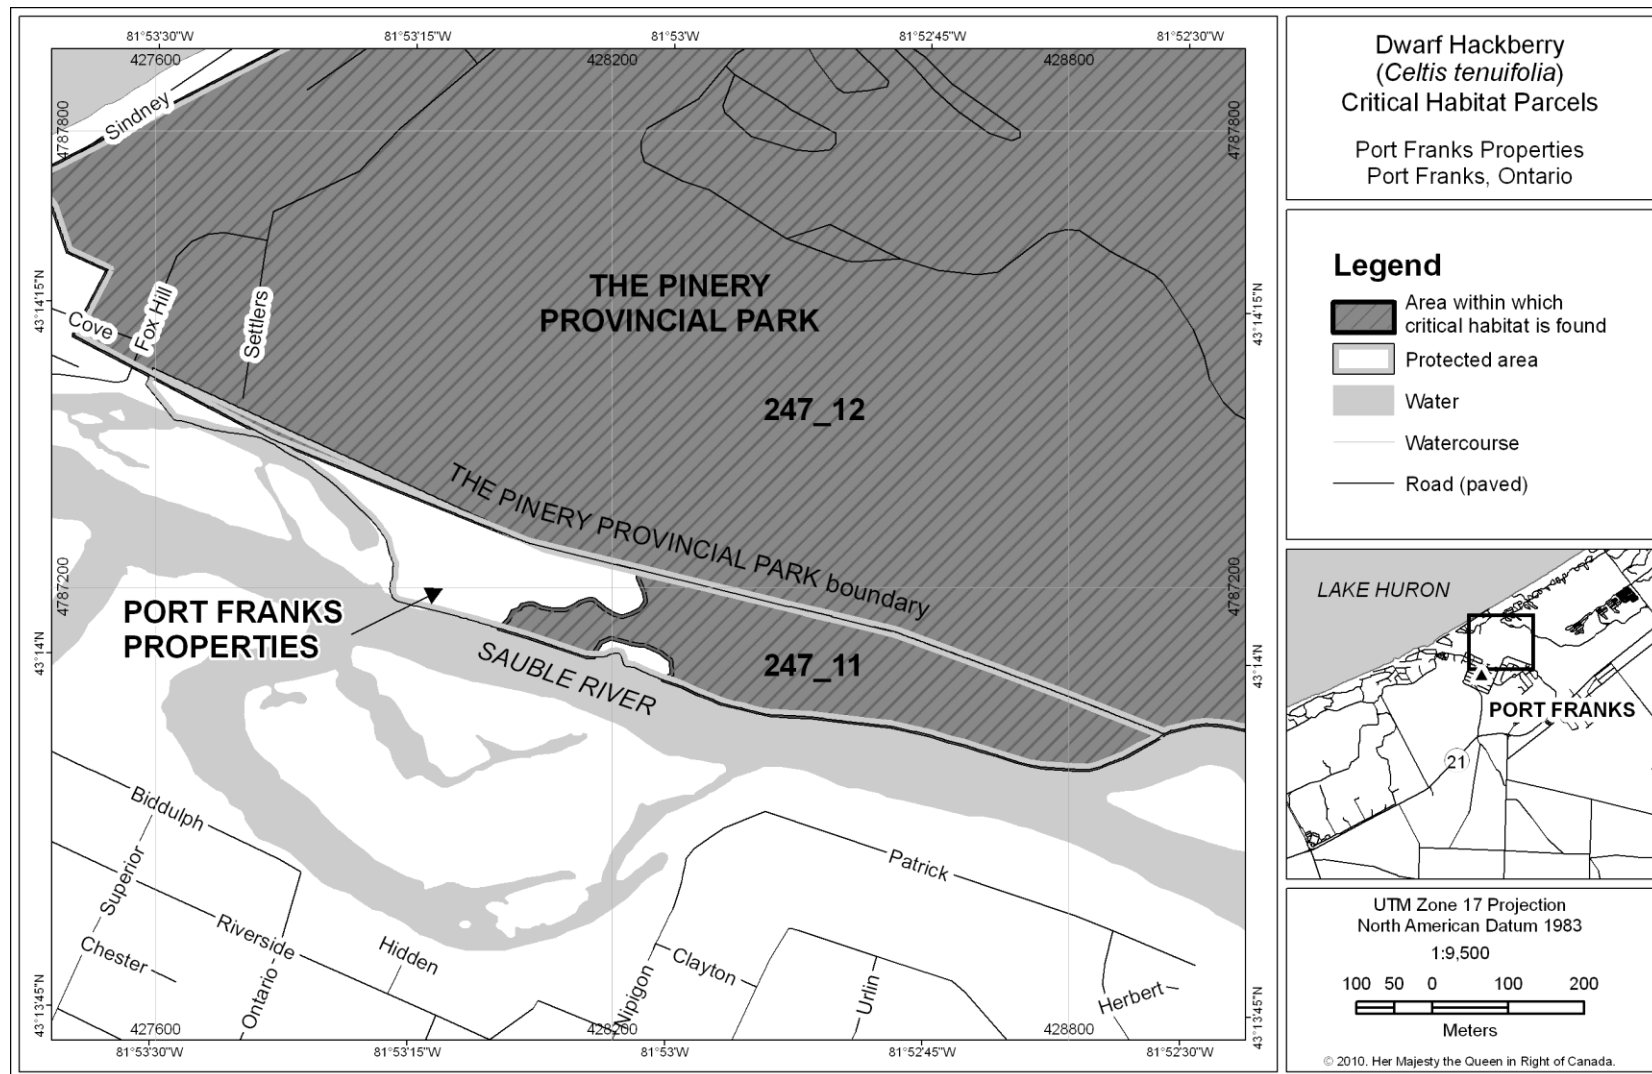 81°53'30"W
81°53'15"W
81°53'W
81°52'45"W
81°52'30"W
427600
428200
428800
4787800
4787800
43°14'15"N
43°14'15"N
4787200
4787200
43°14'N
43°14'N
43°13'45"N
43°13'45"N
Sindney
Fox Hill
Settlers
Cove
THE PINERY
PROVINCIAL PARK
247_12
THE PINERY PROVINCIAL PARK boundary
PORT FRANKS
PROPERTIES
SAUBLE RIVER
247_11
Biddulph
Superior
Chester
Riverside
Ontario
Hidden
Nipigon
Clayton
Patrick
Urlin
Herbert
427600
428200
428800
81°53'30"W
81°53'15"W
81°53'W
81°52'45"W
81°52'30"W
Dwarf Hackberry
(Celtis tenuifolia)
Critical Habitat Parcels
Port Franks Properties
Port Franks, Ontario
Legend
Area within which
critical habitat is found
Protected area
Water
Watercourse
Road (paved)
LAKE HURON
PORT FRANKS
21
UTM Zone 17 Projection
North American Datum 1983
1:9,500
100 50 0 100 200
Meters
© 2010. Her Majesty the Queen in Right of Canada.